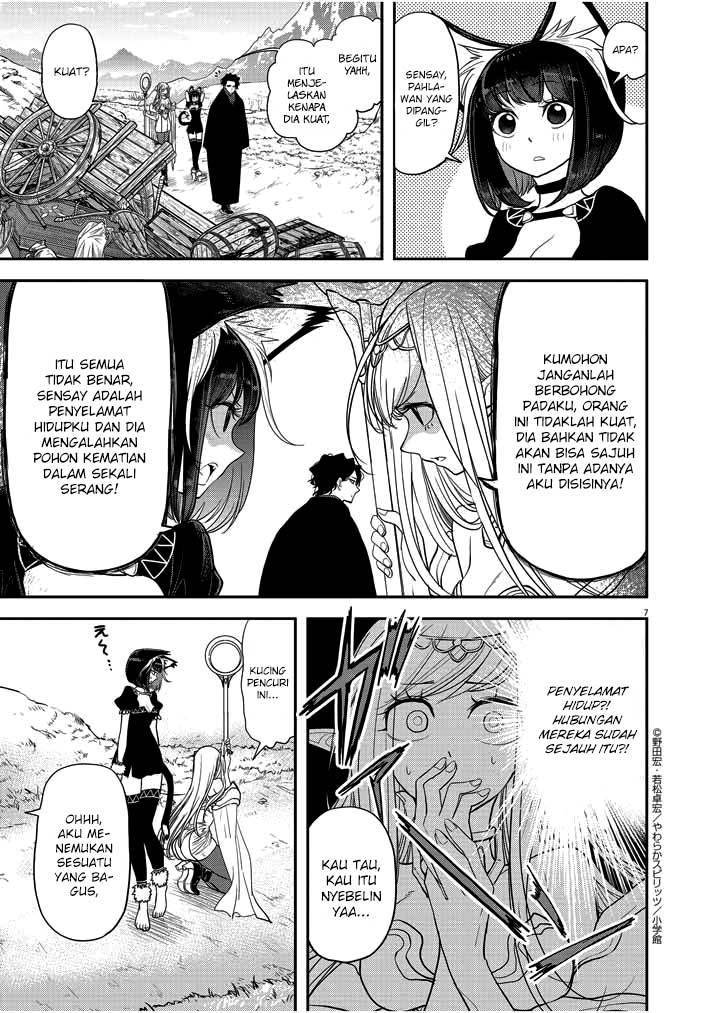 APA?
SENSAY,
PAHLA-
WAN YANG
DIPANG-
GIL?
BEGITU
YAHH,
ITU
MENJE-
LASKAN
KENAPA
DIA KUAT,
KUAT?
KUMOHON
JANGANLAH
BERBOHONG
PADAKU, ORANG
INI TIDAKLAH KUAT,
DIA BAHKAN TIDAK
AKAN BISA SAJUH
INI TANPA ADANYA
AKU DISISINYA!
ITU SEMUA
TIDAK BENAR,
SENSAY ADALAH
PENYELAMAT
HIDUPKU DAN DIA
MENGALAHKAN
POHON KEMATIAN
DALAM SEKALI
SERANG!
7
PENYELAMAT
HIDUP?!
HUBUNGAN
MEREKA SUDAH
SEJAUH ITU?!
KAU TAU,
KAU ITU
NYEBELIN
YAA...
KUCING
PENCURI
INI...
え〜
OHHH,
AKU ME-
NEMUKAN
SESUATU
YANG BA-
GUS,
©野田宏・若松卓宏／やわらかスピリッツ／小学館